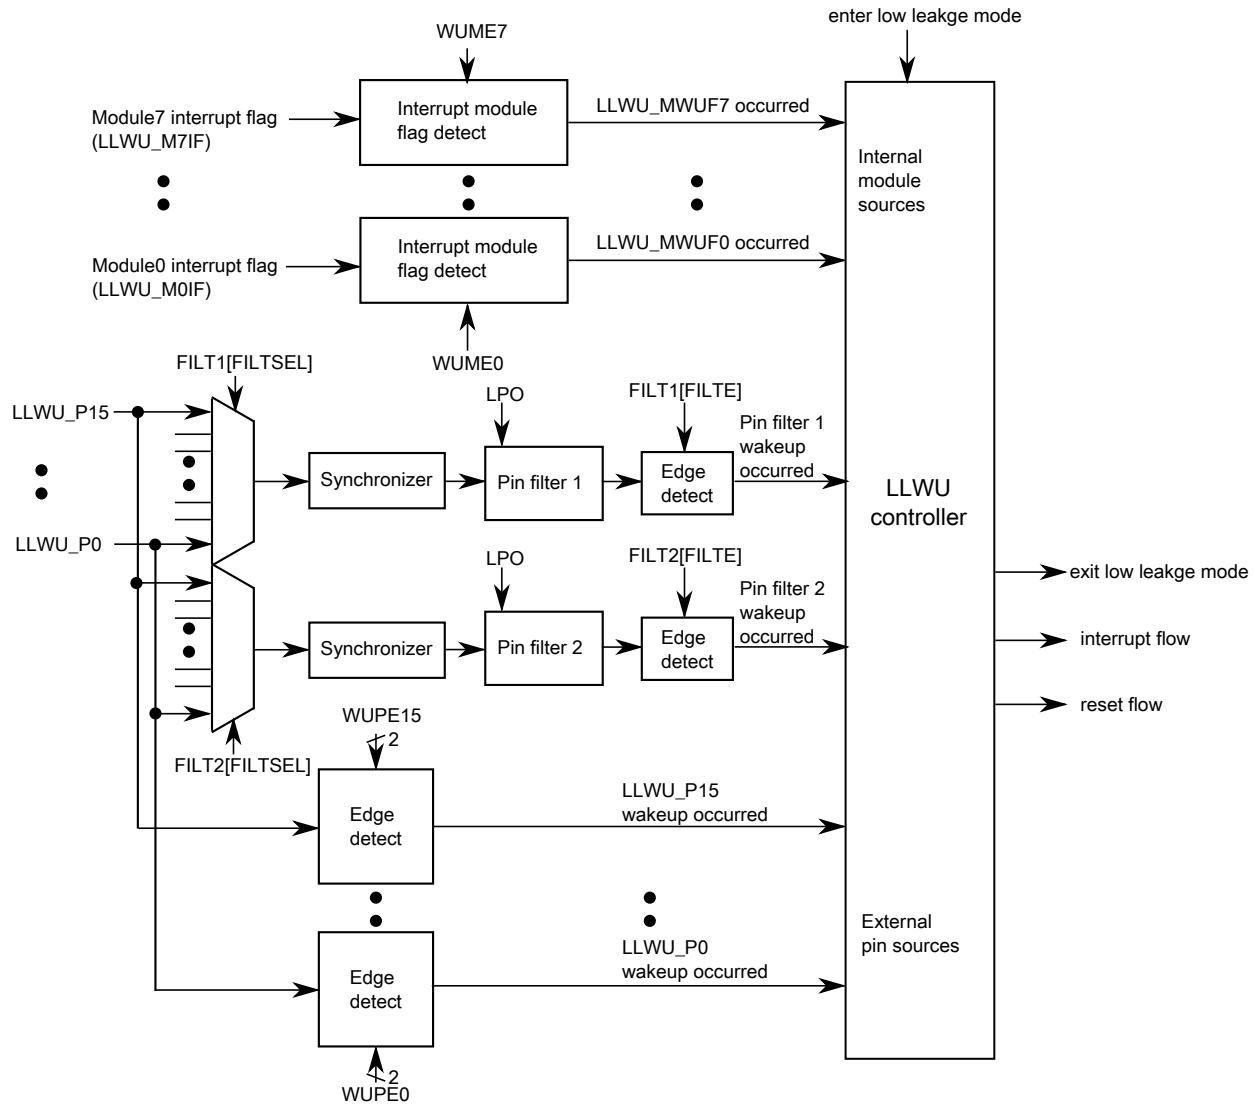 enter low leakge mode
WUME7
Module7 interrupt flag
(LLWU_M7IF)
Interrupt module
flag detect
LLWU_MWUF7 occurred
Internal
module
sources
Module0 interrupt flag
(LLWU_M0IF)
Interrupt module
flag detect
LLWU_MWUF0 occurred
WUME0
FILT1[FILTSEL]
LLWU_P15
LLWU_P0
Synchronizer
LPO
Pin filter 1
FILT1[FILTE]
Edge
detect
Pin filter 1
wakeup
occurred
LLWU
controller
Synchronizer
LPO
Pin filter 2
FILT2[FILTE]
Edge
detect
Pin filter 2
wakeup
occurred
exit low leakge mode
interrupt flow
reset flow
FILT2[FILTSEL]
WUPE15
2
Edge
detect
LLWU_P15
wakeup occurred
Edge
detect
LLWU_P0
wakeup occurred
External
pin sources
2
WUPE0